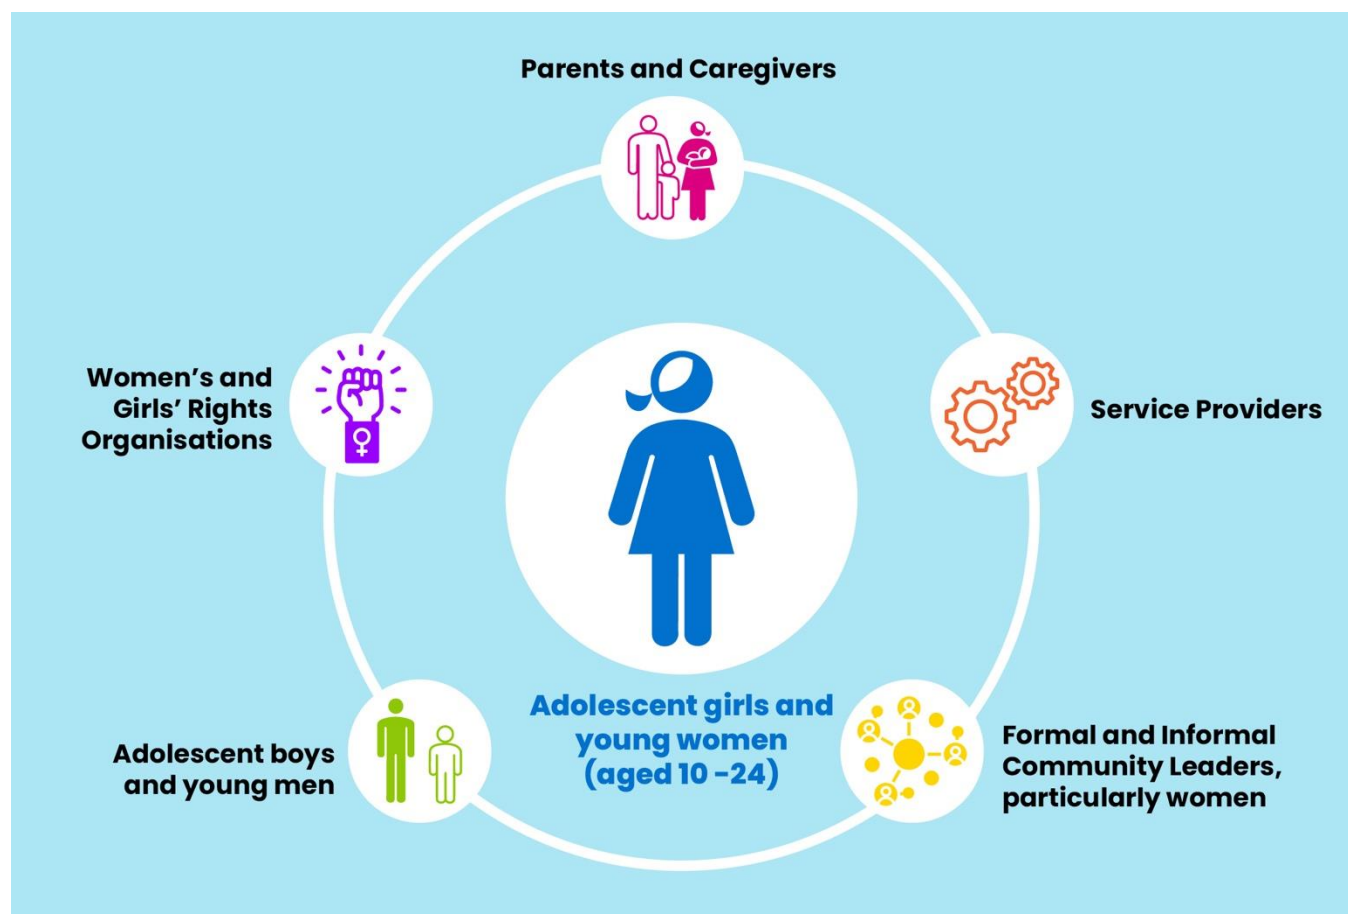 Parents and Caregivers
Women’s and
Girls’ Rights
Organisations
Service Providers
Adolescent girls and
young women
(aged 10 -24)
Adolescent boys
and young men
Formal and Informal
Community Leaders,
particularly women